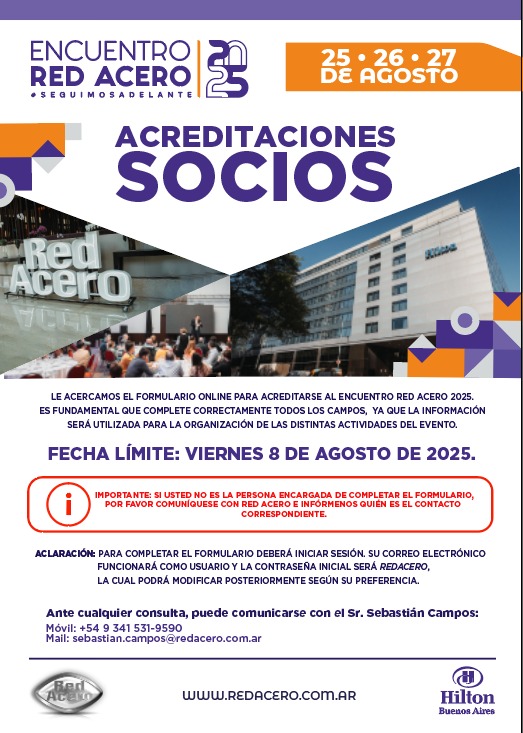 ENCUENTRO
RED ACERO
2025
#SEGUIMOSADELANTE
25 • 26 • 27
DE AGOSTO
ACREDITACIONES
SOCIOS
Red
Acero
Hilton
LE ACERCAMOS EL FORMULARIO ONLINE PARA ACREDITARSE AL ENCUENTRO RED ACERO 2025.
ES FUNDAMENTAL QUE COMPLETE CORRECTAMENTE TODOS LOS CAMPOS, YA QUE LA INFORMACIÓN
SERÁ UTILIZADA PARA LA ORGANIZACIÓN DE LAS DISTINTAS ACTIVIDADES DEL EVENTO.
FECHA LÍMITE: VIERNES 8 DE AGOSTO DE 2025.
i
IMPORTANTE: SI USTED NO ES LA PERSONA ENCARGADA DE COMPLETAR EL FORMULARIO,
POR FAVOR COMUNÍQUESE CON RED ACERO E INFÓRMENOS QUIÉN ES EL CONTACTO
CORRESPONDIENTE.
ACLARACIÓN: PARA COMPLETAR EL FORMULARIO DEBERÁ INICIAR SESIÓN. SU CORREO ELECTRÓNICO
FUNCIONARÁ COMO USUARIO Y LA CONTRASEÑA INICIAL SERÁ REDACERO,
LA CUAL PODRÁ MODIFICAR POSTERIORMENTE SEGÚN SU PREFERENCIA.
Ante cualquier consulta, puede comunicarse con el Sr. Sebastián Campos:
Móvil: +54 9 341 531-9590
Mail: sebastian.campos@redacero.com.ar
Red
Acero
WWW.REDACERO.COM.AR
H
Hilton
Buenos Aires